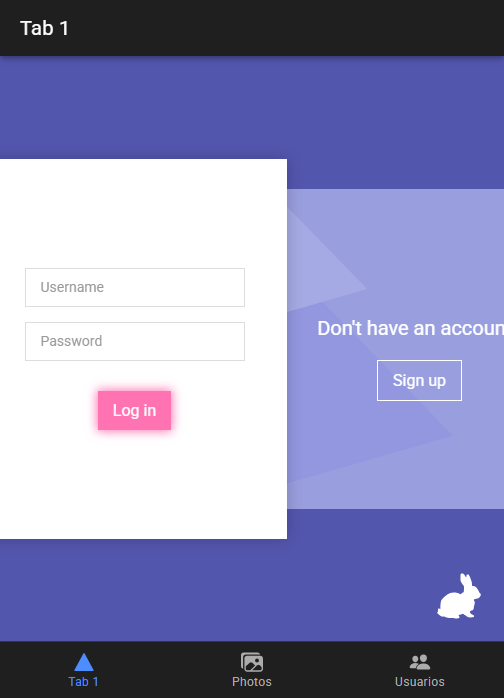 Tab 1
Username
Password
Log in
Don't have an accoun
Sign up
Tab 1
Photos
Usuarios